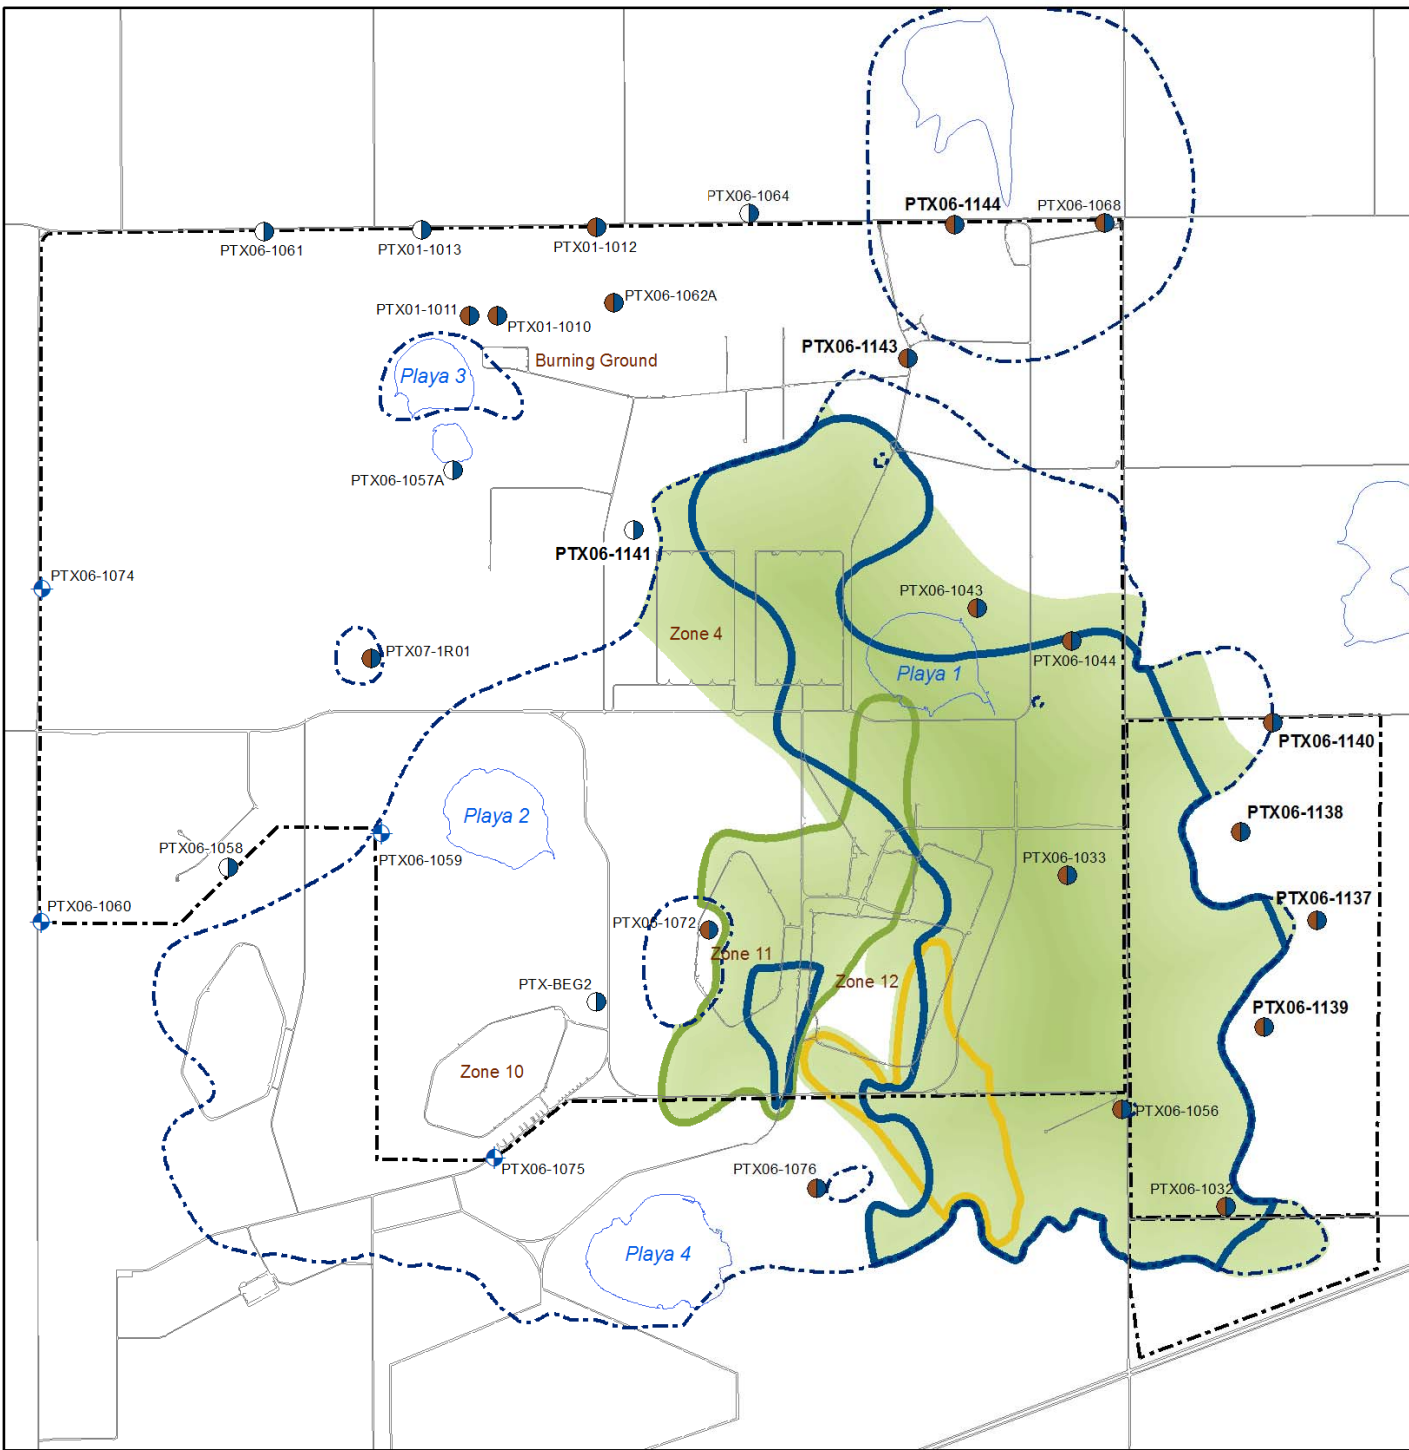 PTX06-1064
PTX06-1144
PTX06-1068
PTX06-1061
PTX01-1013
PTX01-1012
PTX01-1011
PTX01-1010
PTX06-1062A
Burning Ground
PTX06-1143
Playa 3
PTX06-1057A
PTX06-1141
PTX06-1074
PTX06-1043
Zone 4
PTX07-1R01
PTX06-1044
Playa 1
PTX06-1140
Playa 2
PTX06-1138
PTX06-1058
PTX06-1059
PTX06-1033
PTX06-1060
PTX06-1137
PTX05-1072
Zone 11
Zone 12
PTX-BEG2
PTX06-1139
Zone 10
PTX06-1056
PTX06-1075
PTX06-1076
PTX06-1032
Playa 4